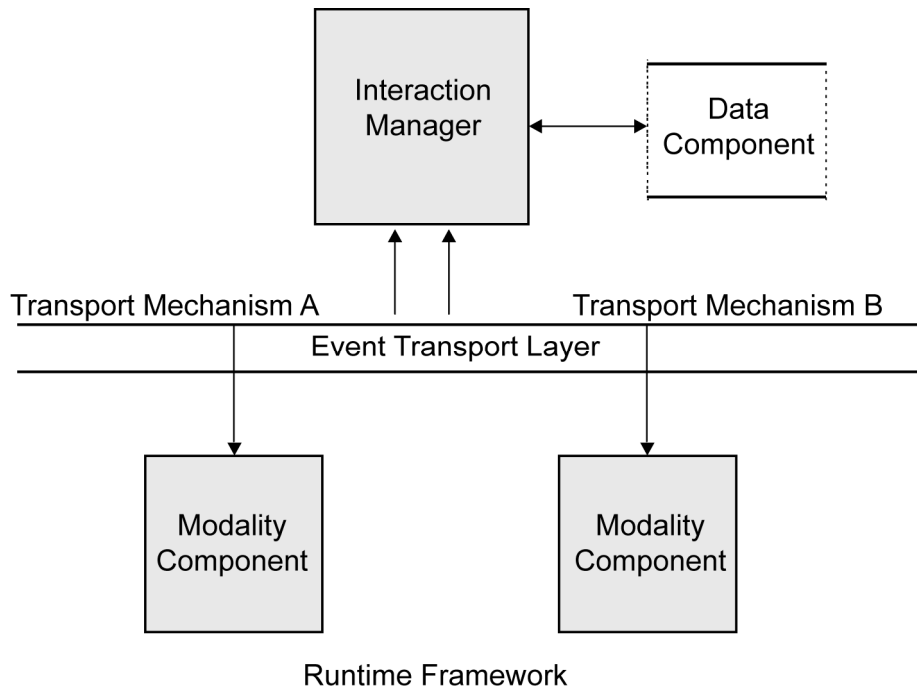 Interaction
Manager
Data
Component
Transport Mechanism A
Transport Mechanism B
Event Transport Layer
Modality
Component
Modality
Component
Runtime Framework